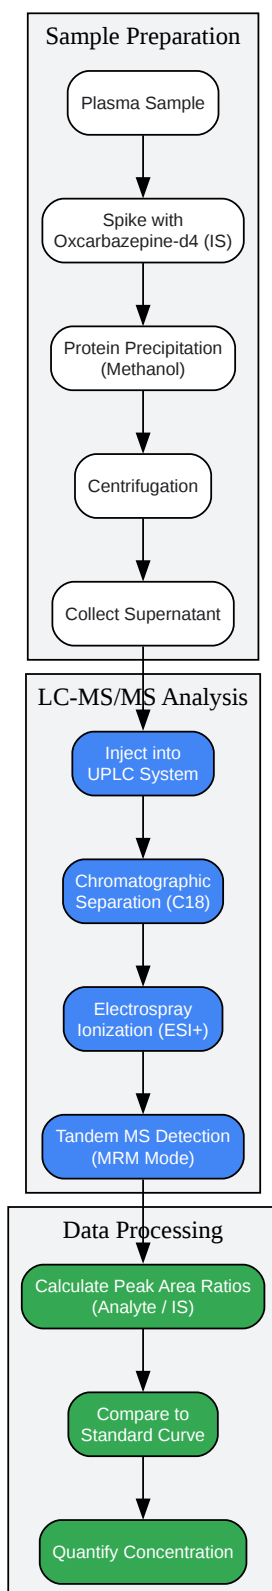 Sample Preparation
Plasma Sample
Spike with
Oxcarbazepine-d4 (IS)
Protein Precipitation
(Methanol)
Centrifugation
Collect Supernatant
LC-MS/MS Analysis
Inject into
UPLC System
Chromatographic
Separation (C18)
Electrospray
Ionization (ESI+)
Tandem MS Detection
(MRM Mode)
Data Processing
Calculate Peak Area Ratios
(Analyte / IS)
Compare to
Standard Curve
Quantify Concentration